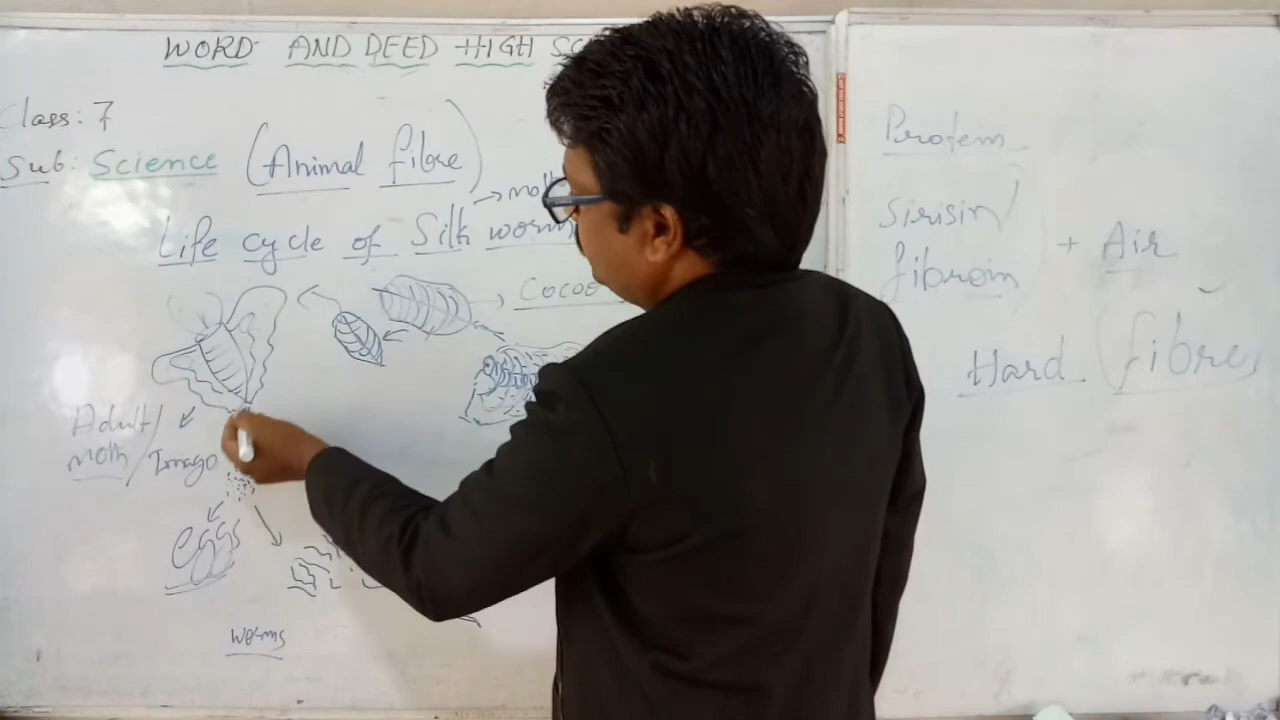 WORD AND DEED HIGH SC
Class: 7
Sub: Science (Animal fibre)
→ moth
Life cycle of Silk worm
→ Cocoo
Adult/
moth/Imago
eggs
worms
Protein
Sirisin
fibroin
+ Air
Hard fibre